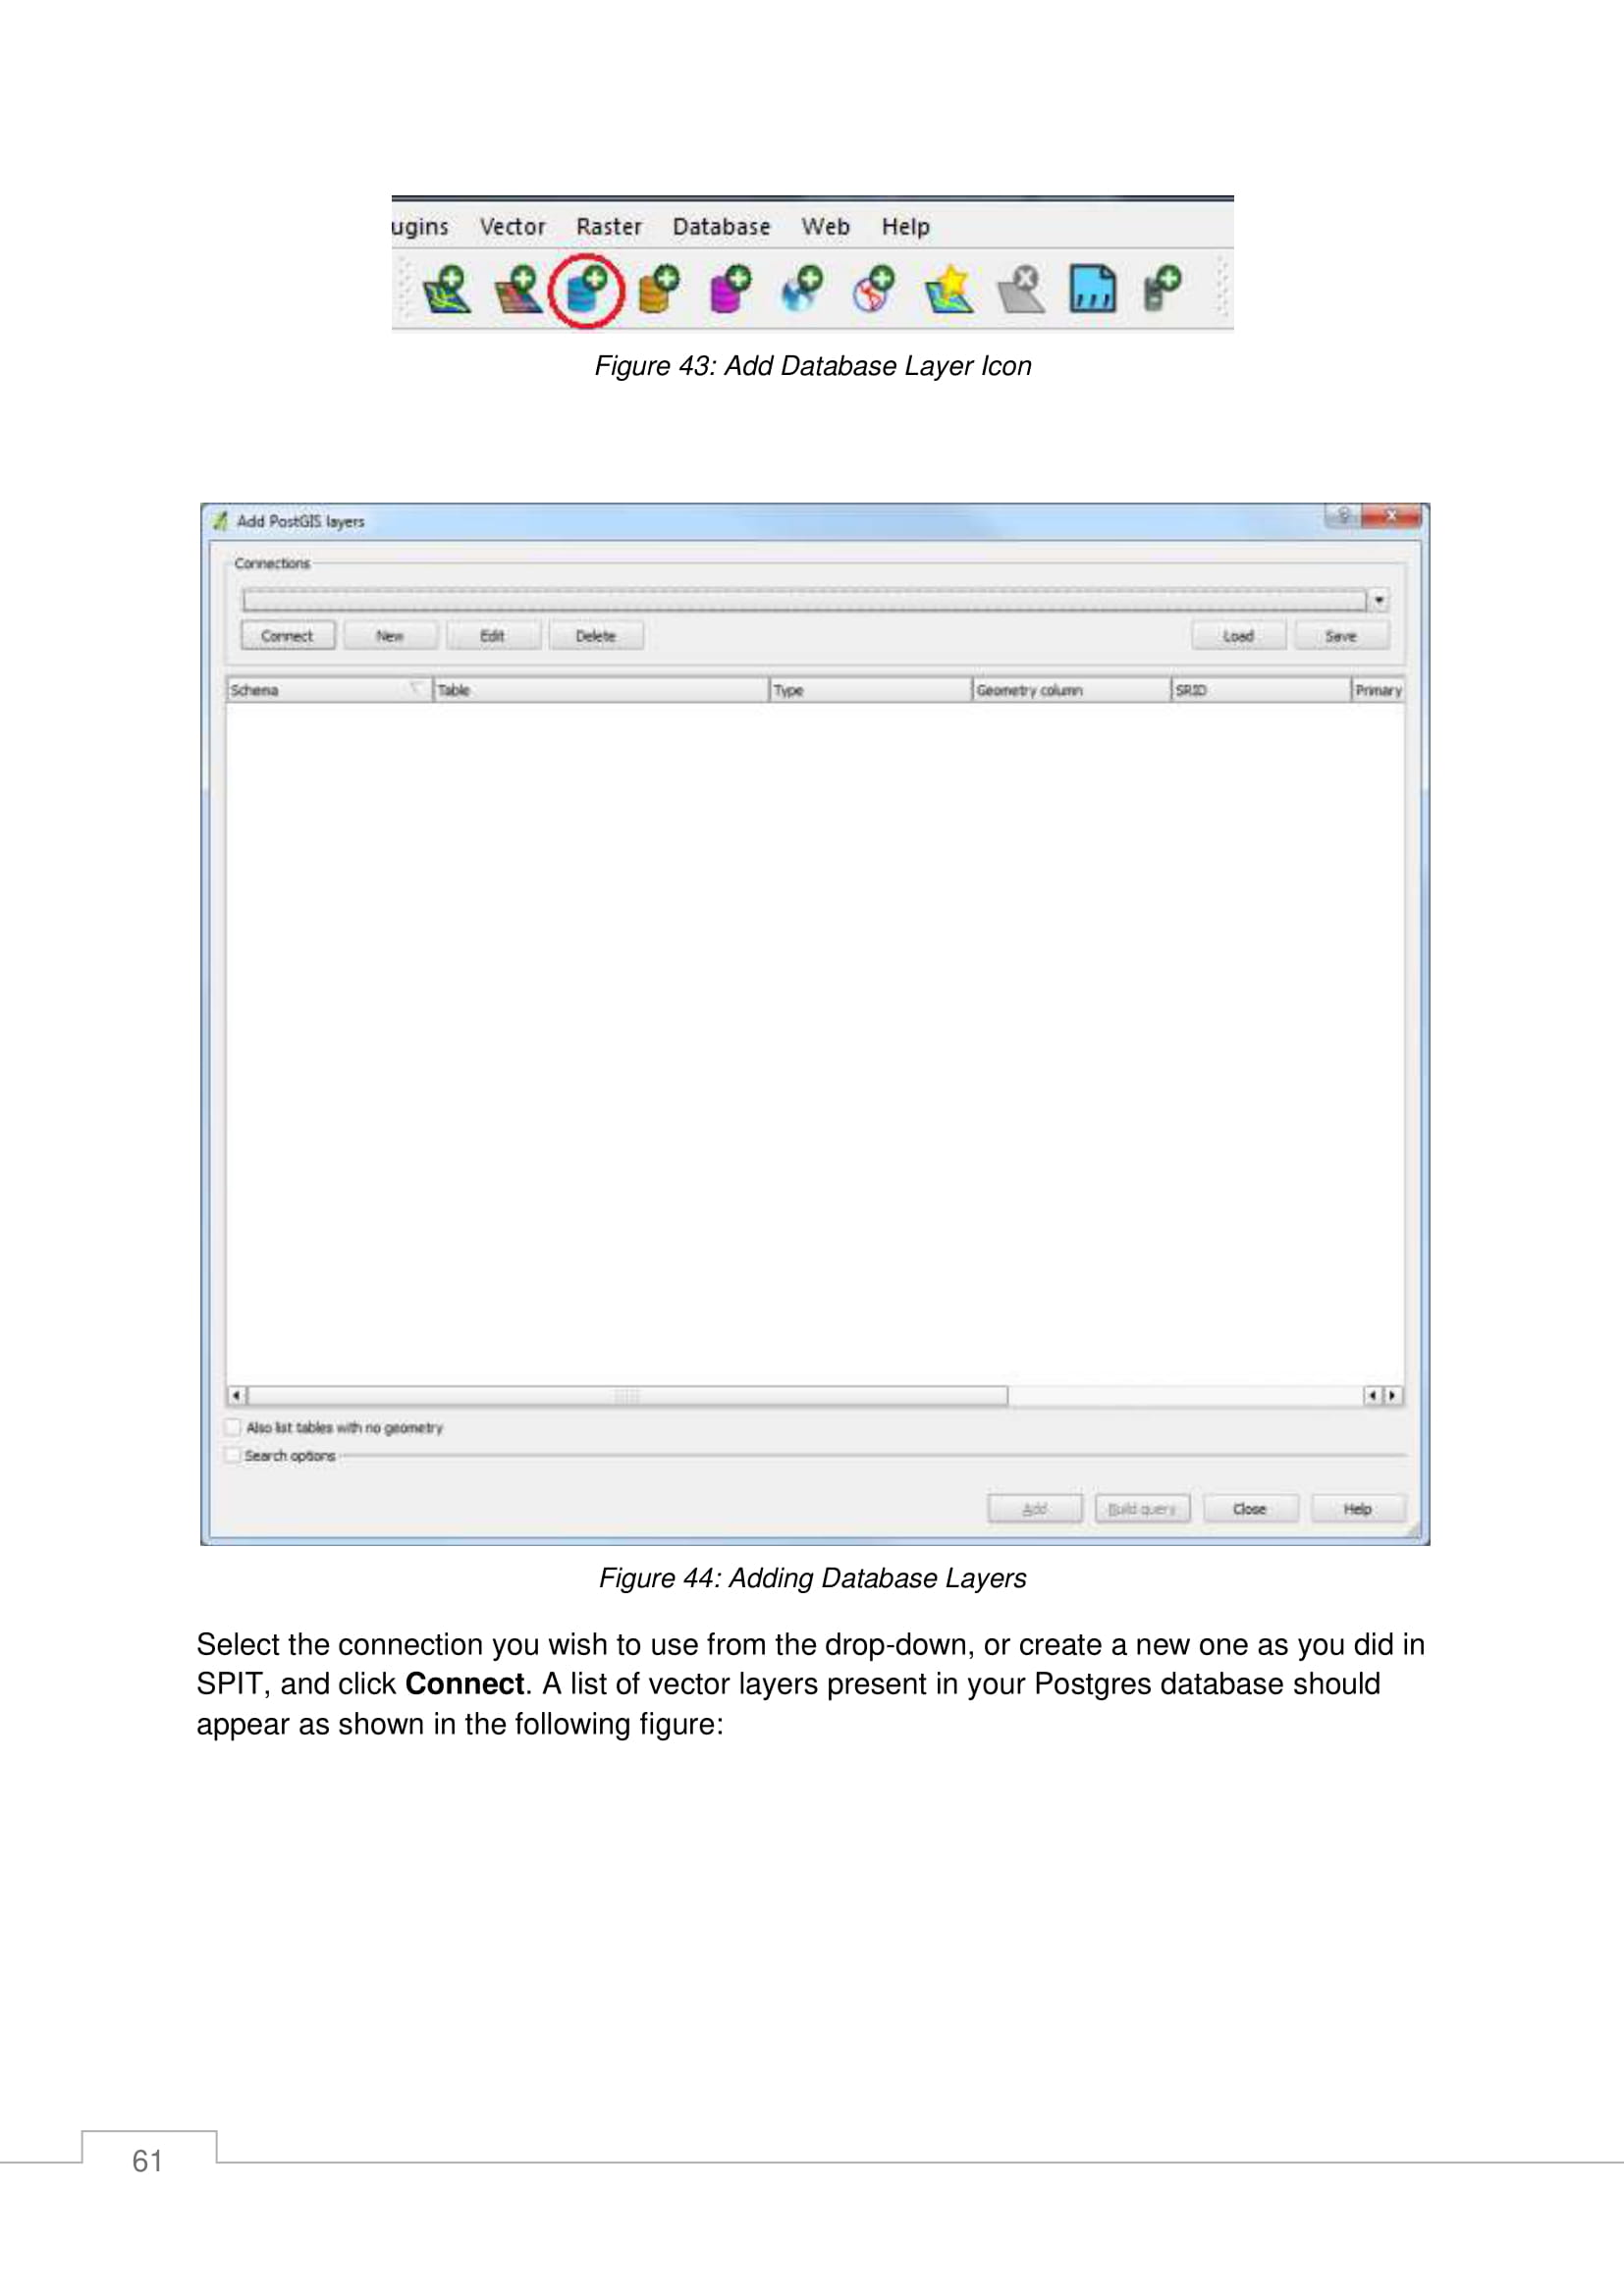 ugins Vector Raster Database Web Help
Figure 43: Add Database Layer Icon
Add PostGIS layers
Connections
Connect New Edit Delete Load Save
Schema Table Type Geometry column SRID Primary
Also list tables with no geometry
Search options
Add Build query Close Help
Figure 44: Adding Database Layers
Select the connection you wish to use from the drop-down, or create a new one as you did in
SPIT, and click Connect. A list of vector layers present in your Postgres database should
appear as shown in the following figure:
61